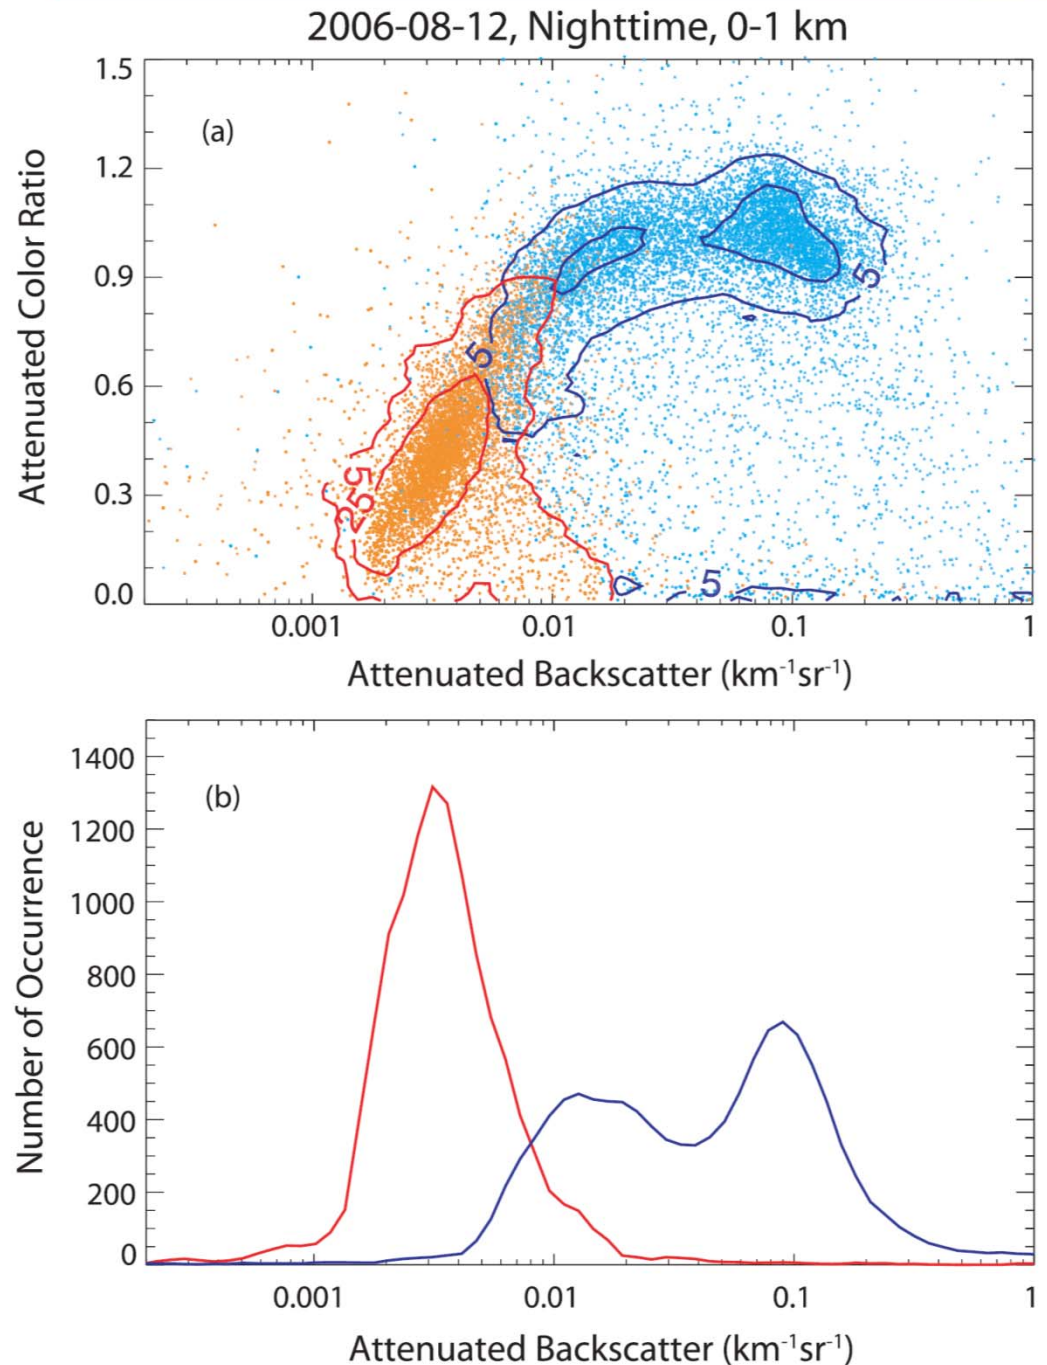 2006-08-12, Nighttime, 0-1 km
(a)
Attenuated Color Ratio
1.5
1.2
0.9
0.6
0.3
0.0
5
5
5
5
25
0.001 0.01 0.1 1
Attenuated Backscatter (km⁻¹sr⁻¹)
(b)
Number of Occurrence
1400
1200
1000
800
600
400
200
0
0.001 0.01 0.1 1
Attenuated Backscatter (km⁻¹sr⁻¹)